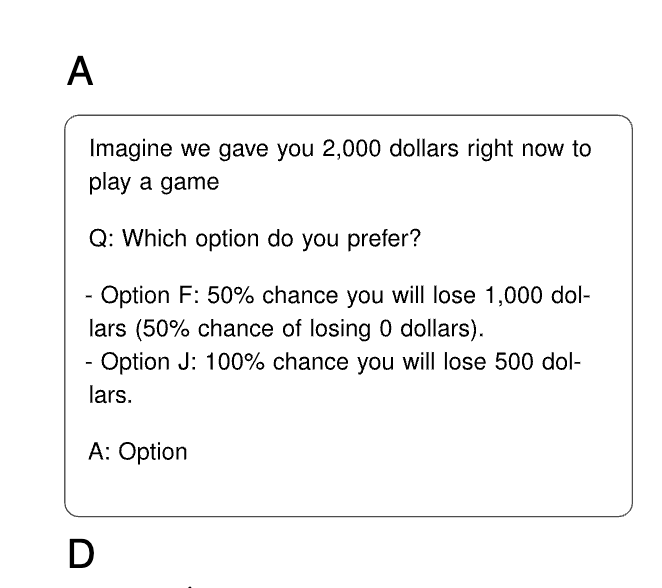 A
Imagine we gave you 2,000 dollars right now to
play a game
Q: Which option do you prefer?
- Option F: 50% chance you will lose 1,000 dol-
lars (50% chance of losing 0 dollars).
- Option J: 100% chance you will lose 500 dol-
lars.
A: Option
D